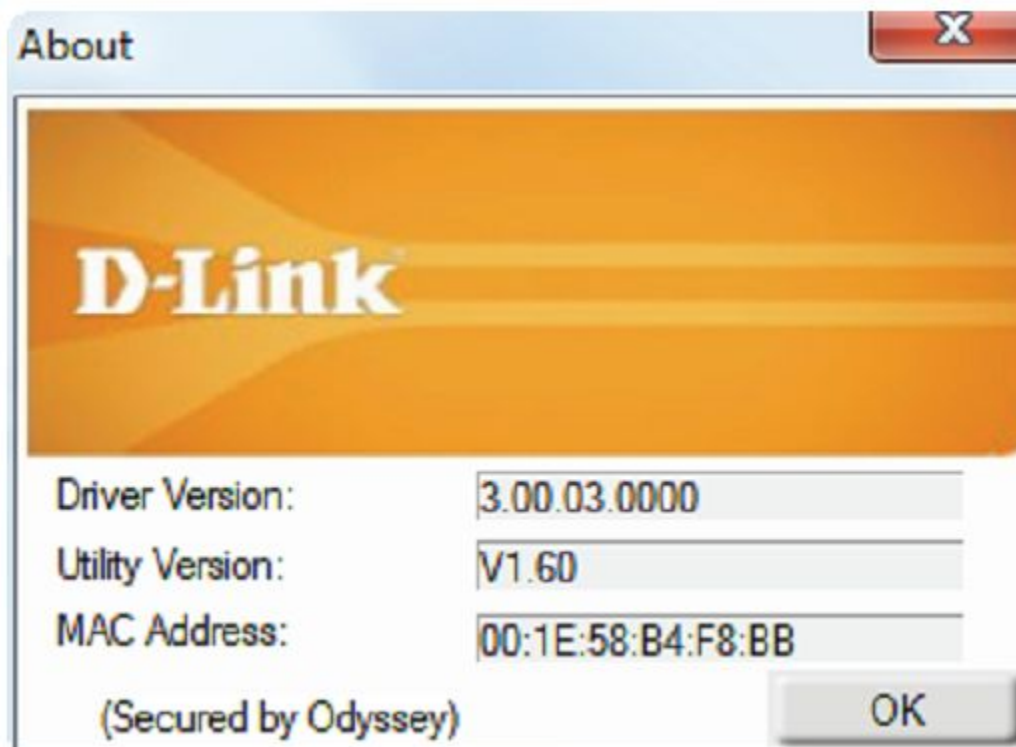 About
D-Link
Driver Version: 3.00.03.0000
Utility Version: V1.60
MAC Address: 00:1E:58:B4:F8:BB
(Secured by Odyssey) OK